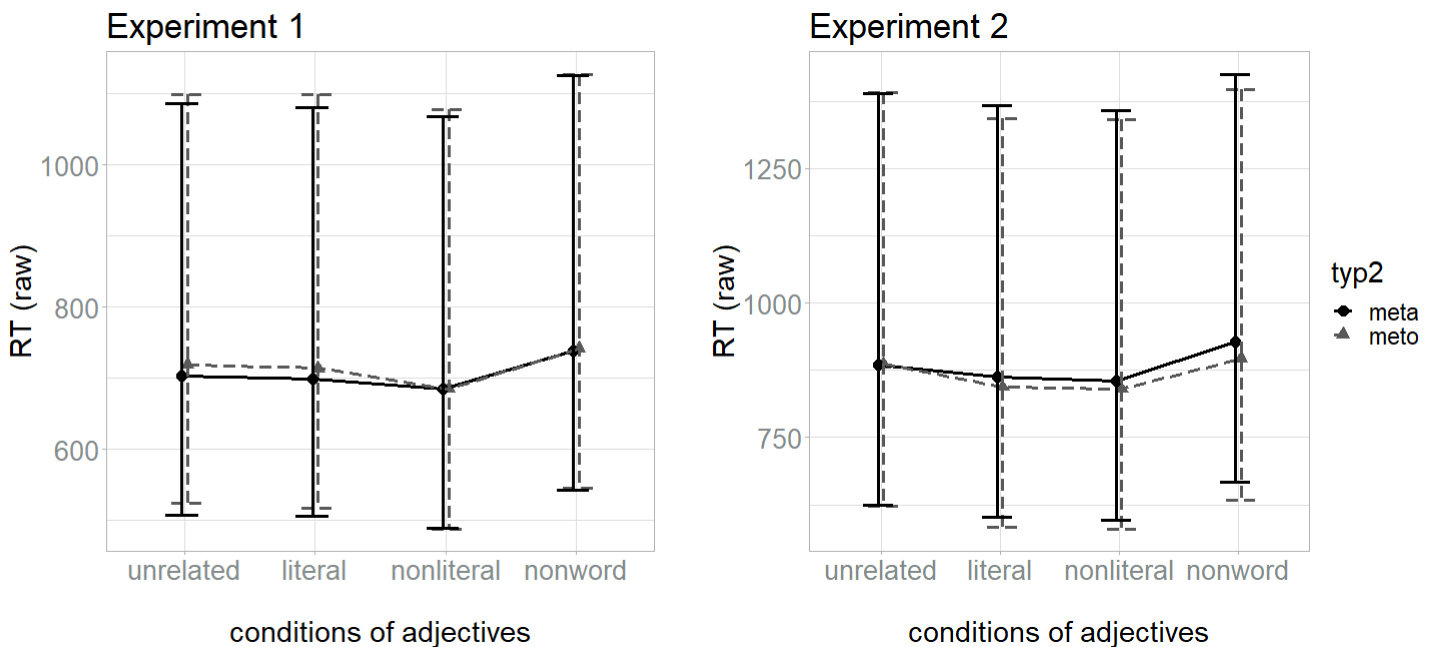 Experiment 1
RT (raw)
1000
800
600
unrelated literal nonliteral nonword
conditions of adjectives
Experiment 2
RT (raw)
1250
1000
750
unrelated literal nonliteral nonword
conditions of adjectives
typ2
meta
meto